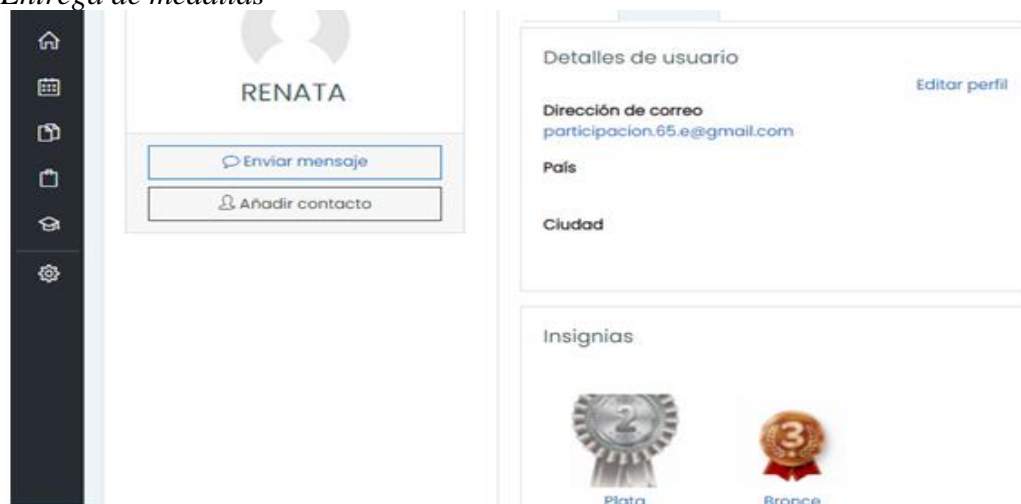 Entrega de medallas
RENATA
Enviar mensaje
Añadir contacto
Detalles de usuario
Editar perfil
Dirección de correo
participacion.65.e@gmail.com
País
Ciudad
Insignias
2
3
Plata
Bronce